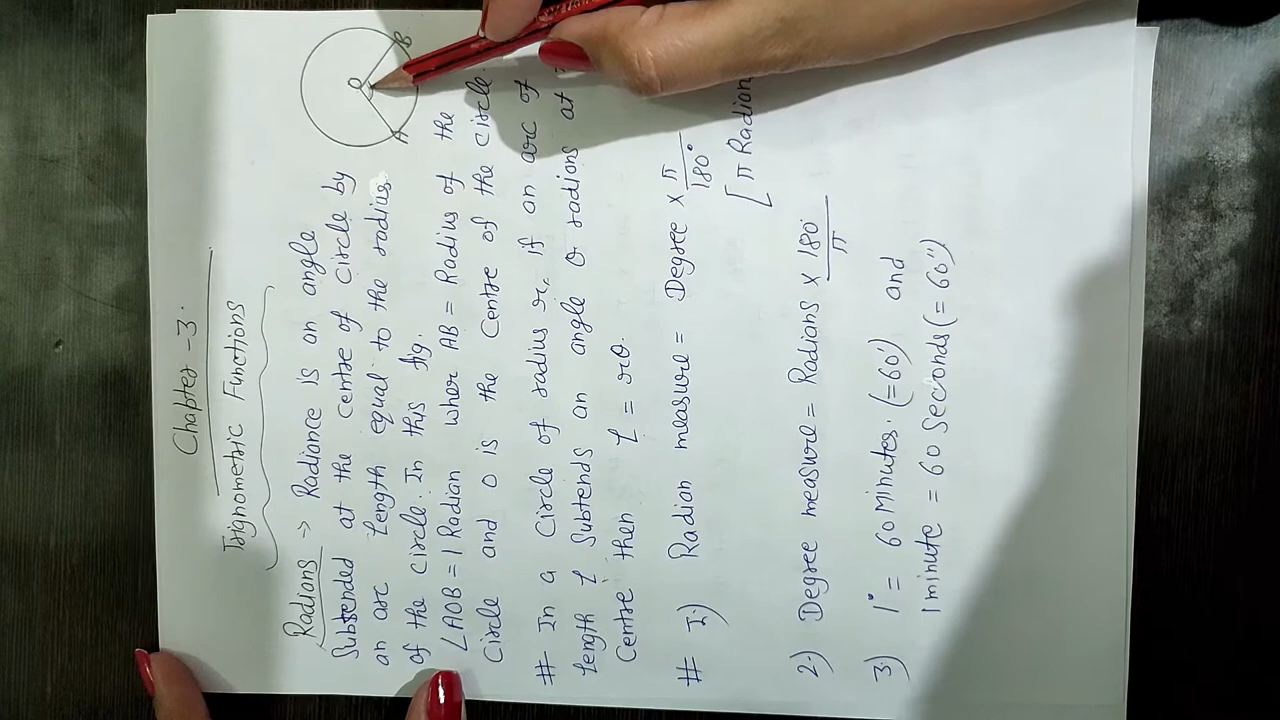 Chapter -3.
Trignometric Functions
Radians → Radiance is an angle
Subtended at the centre of circle by
an arc Length equal to the radius.
of the circle. In this fig.
∠AOB = 1 Radian wher AB = Radius of the
Circle and O is the Centre of the circle.
# In a Circle of radius r, if an arc of
Length l Subtends an angle θ radions at
Centre then l = rθ.
# 1.) Radian measure = Degree × π/180°
[π Radian
2.) Degree measure = Radians × 180°/π
3) 1° = 60 Minutes. (=60') and
1 minute = 60 Seconds (= 60")
O
A
B